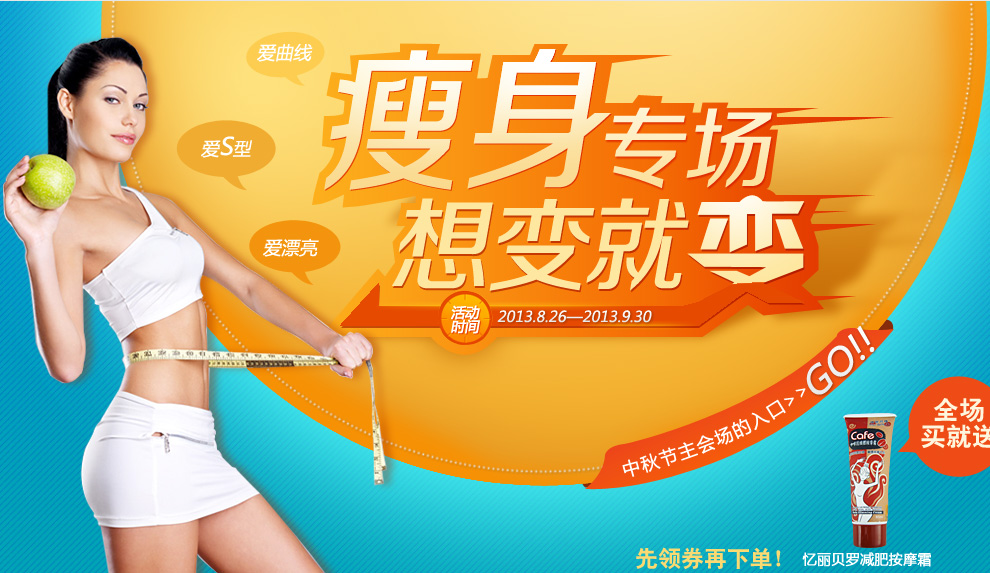 爱曲线
瘦身专场
爱S型
想变就变
爱漂亮
活动
时间
2013.8.26—2013.9.30
中秋节主会场的入口>>GO!!
全场
买就送
Cafe
先领券再下单!
忆丽贝罗减肥按摩霜